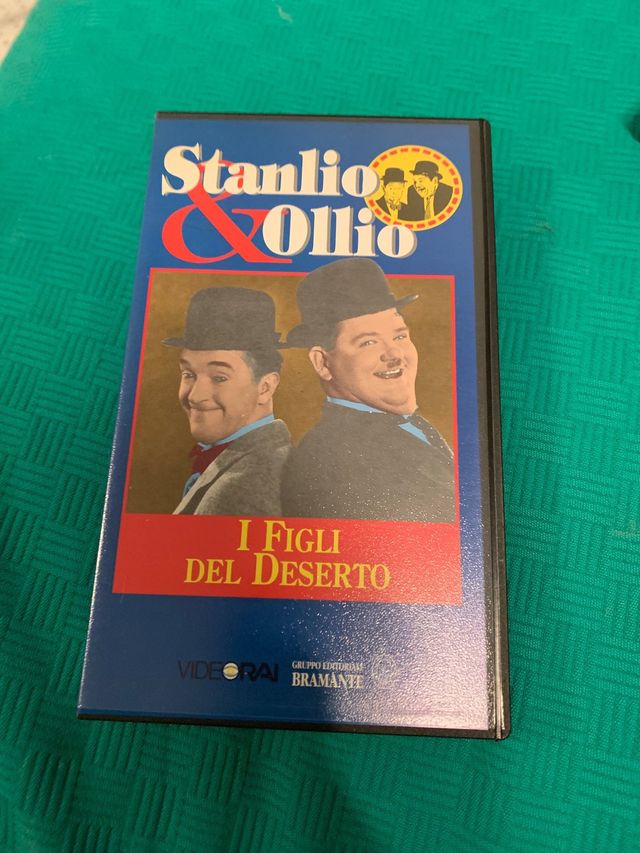 Stanlio
&
Ollio
I FIGLI
DEL DESERTO
VIDEORAI
GRUPPO EDITORIALE
BRAMANTE